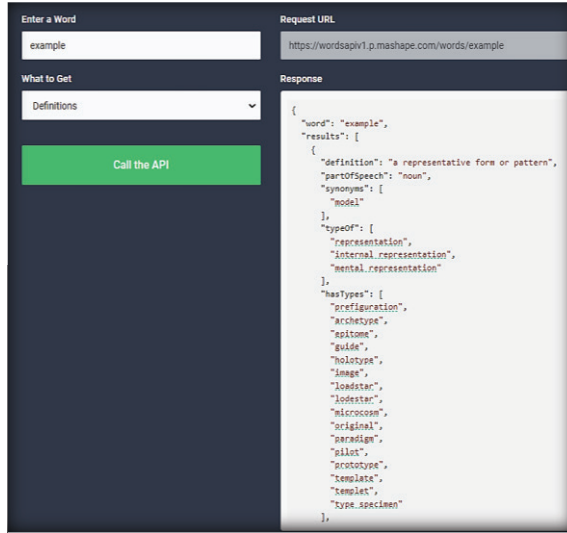 Enter a Word
example
What to Get
Definitions
Call the API
Request URL
https://wordsapiv1.p.mashape.com/words/example
Response
{
"word": "example",
"results": [
{
"definition": "a representative form or pattern",
"partOfSpeech": "noun",
"synonyms": [
"model"
],
"typeOf": [
"representation",
"internal representation",
"mental representation"
],
"hasTypes": [
"prefiguration",
"archetype",
"epitome",
"guide",
"holotype",
"image",
"loadstar",
"lodestar",
"microcosm",
"original",
"paradigm",
"pilot",
"prototype",
"template",
"templet",
"type specimen"
],